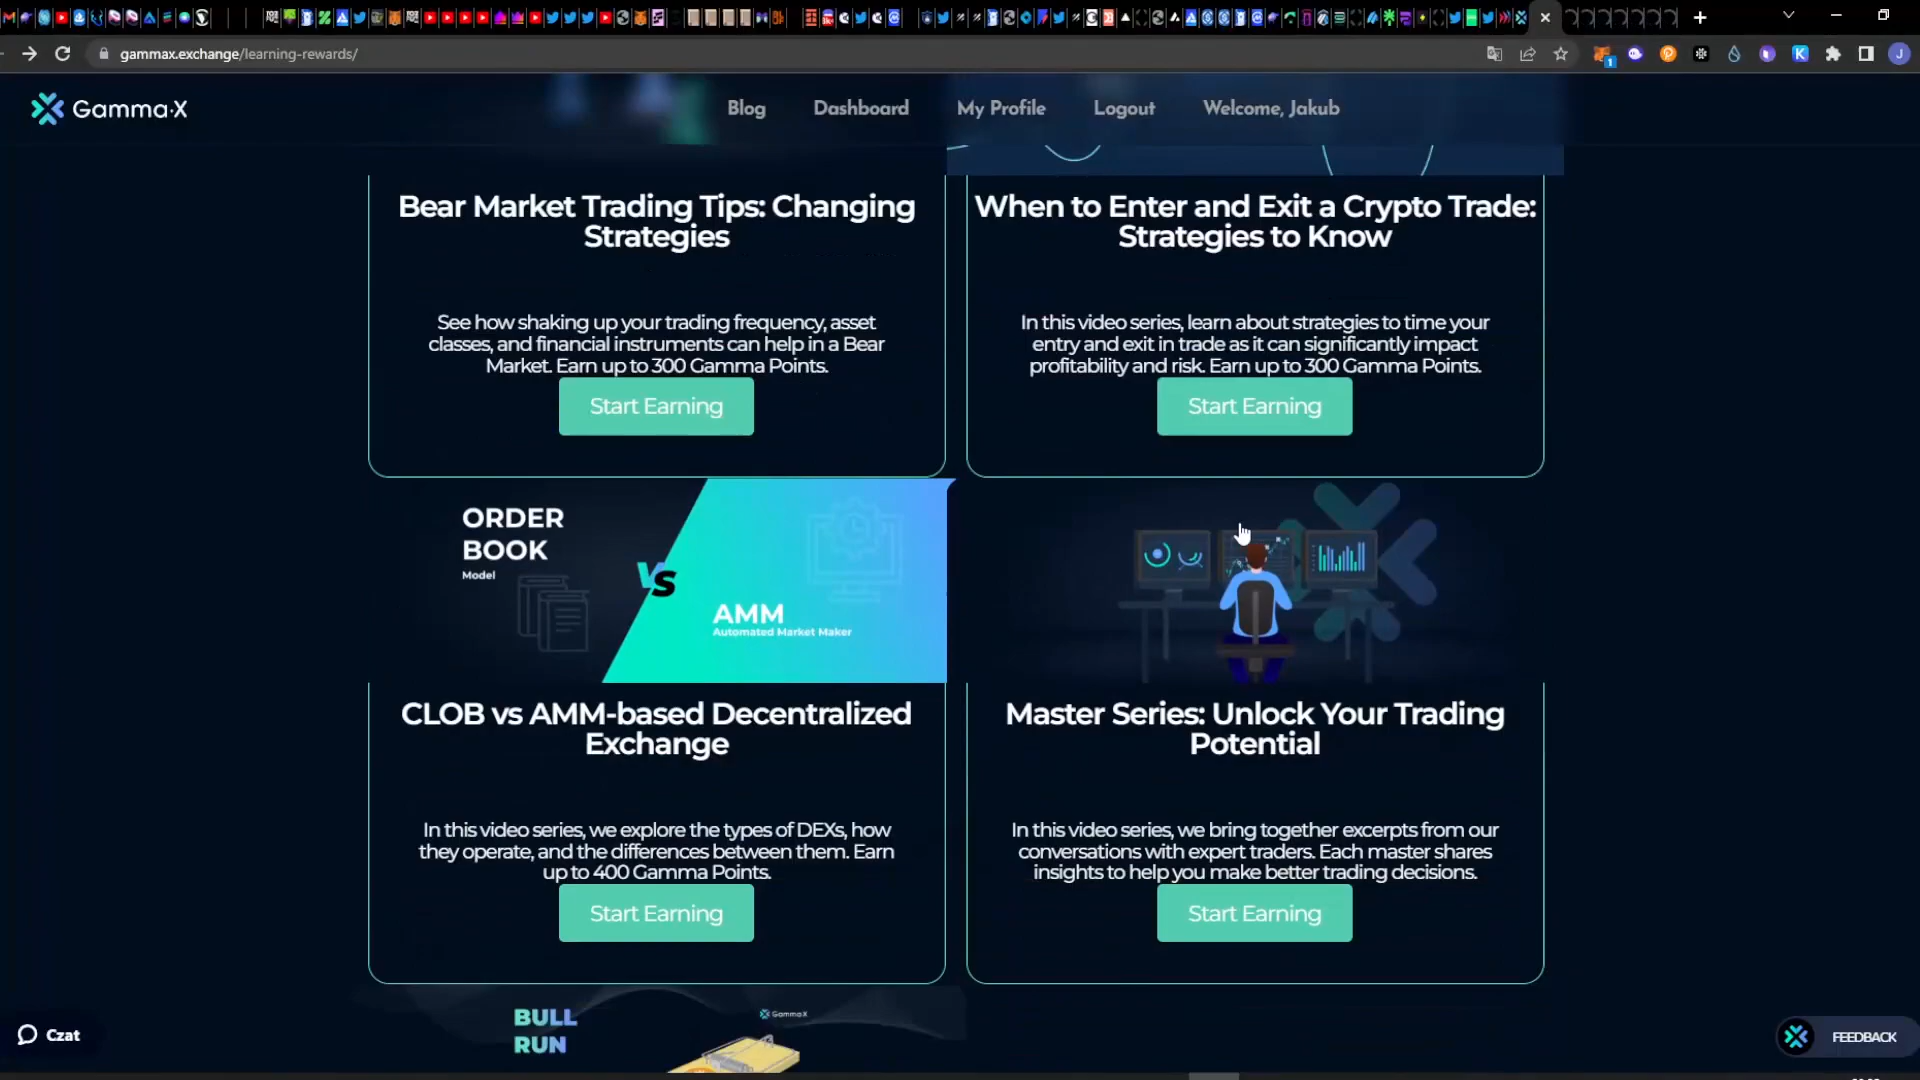 gammax.exchange/learning-rewards/
1
J
Gamma·X
Blog
Dashboard
My Profile
Logout
Welcome, Jakub
Bear Market Trading Tips: Changing
Strategies
See how shaking up your trading frequency, asset
classes, and financial instruments can help in a Bear
Market. Earn up to 300 Gamma Points.
Start Earning
When to Enter and Exit a Crypto Trade:
Strategies to Know
In this video series, learn about strategies to time your
entry and exit in trade as it can significantly impact
profitability and risk. Earn up to 300 Gamma Points.
Start Earning
ORDER
BOOK
Model
VS
AMM
Automated Market Maker
CLOB vs AMM-based Decentralized
Exchange
In this video series, we explore the types of DEXs, how
they operate, and the differences between them. Earn
up to 400 Gamma Points.
Start Earning
Master Series: Unlock Your Trading
Potential
In this video series, we bring together excerpts from our
conversations with expert traders. Each master shares
insights to help you make better trading decisions.
Start Earning
BULL
RUN
GammaX
Czat
FEEDBACK